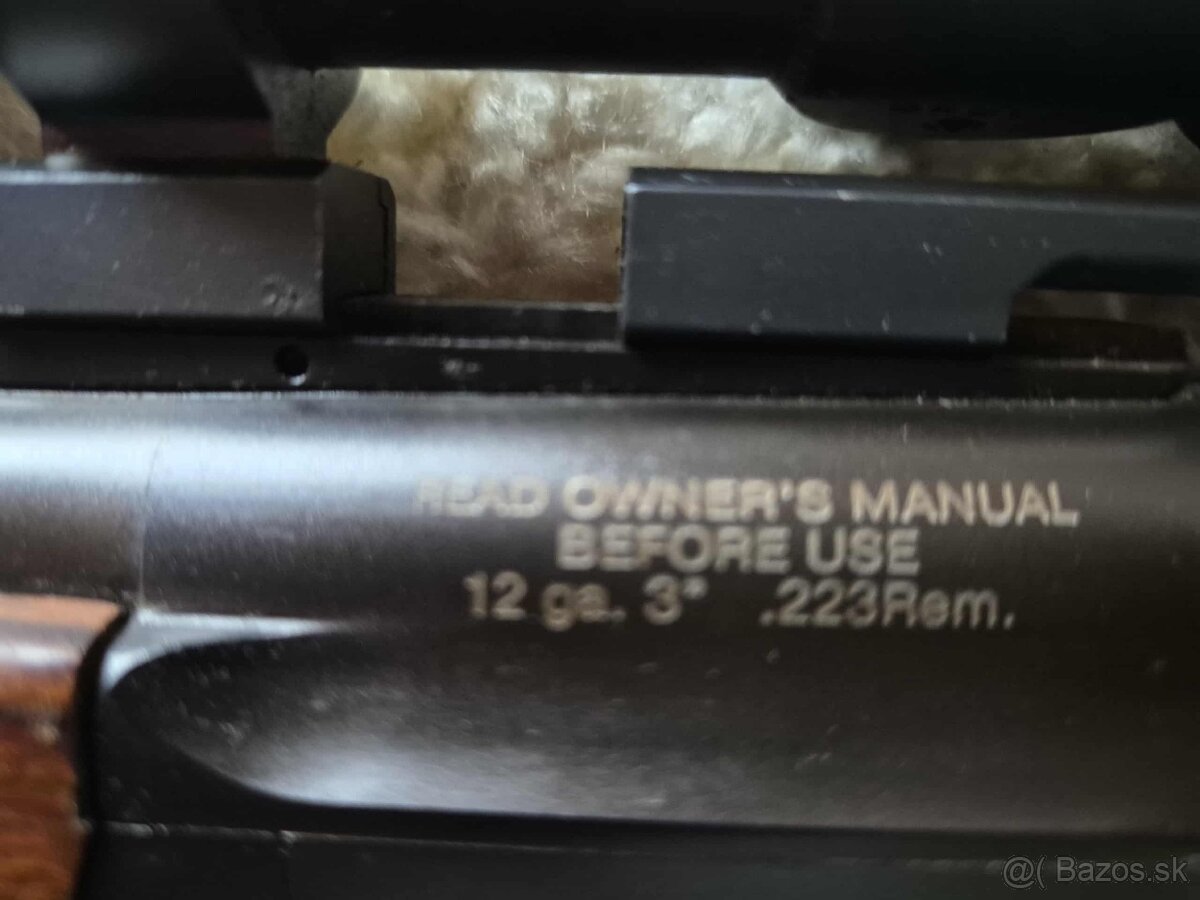 READ OWNER'S MANUAL
BEFORE USE
12 ga. 3" .223Rem.
@( Bazos.sk